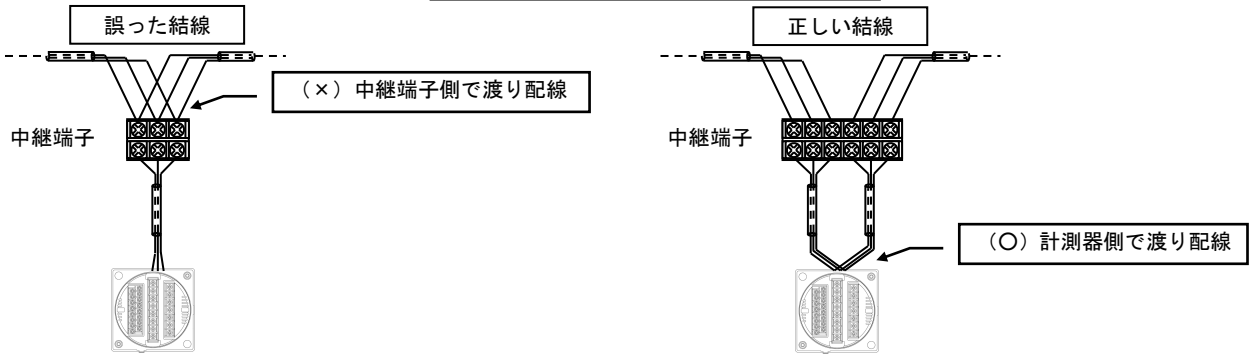 誤った結線
正しい結線
(×)中継端子側で渡り配線
中継端子
中継端子
(○)計測器側で渡り配線